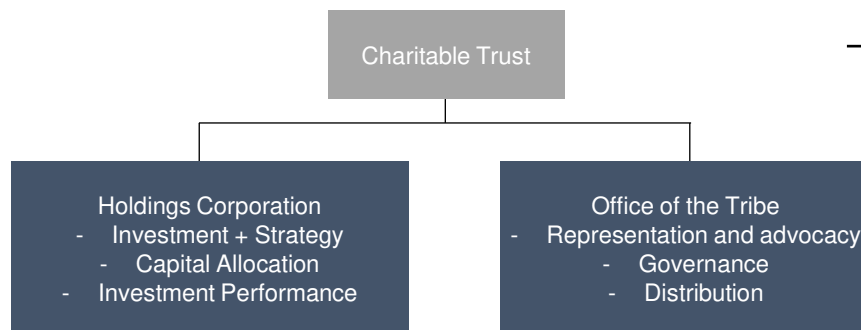 Charitable Trust
Holdings Corporation
- Investment + Strategy
- Capital Allocation
- Investment Performance
Office of the Tribe
- Representation and advocacy
- Governance
- Distribution